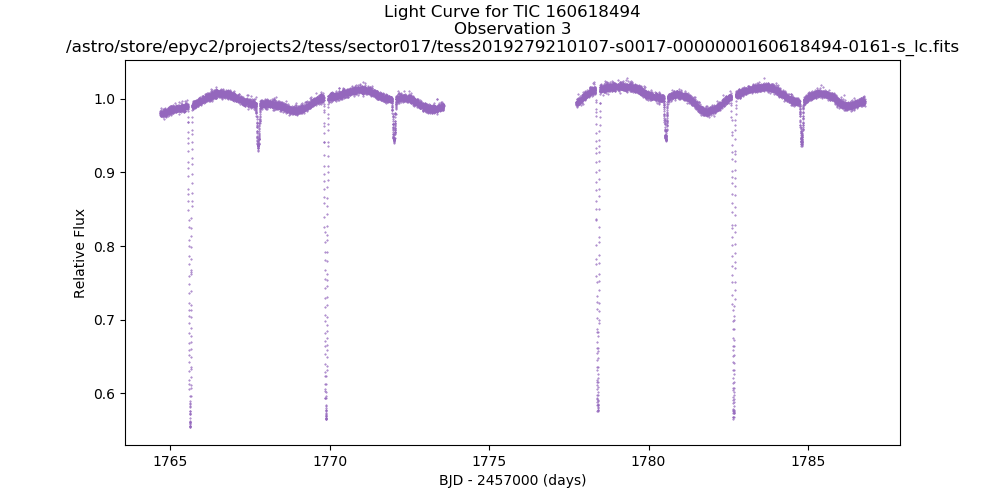 Light Curve for TIC 160618494
Observation 3
/astro/store/epyc2/projects2/tess/sector017/tess2019279210107-s0017-0000000160618494-0161-s_lc.fits
1.0
0.9
0.8
0.7
0.6
Relative Flux
1765
1770
1775
1780
1785
BJD - 2457000 (days)